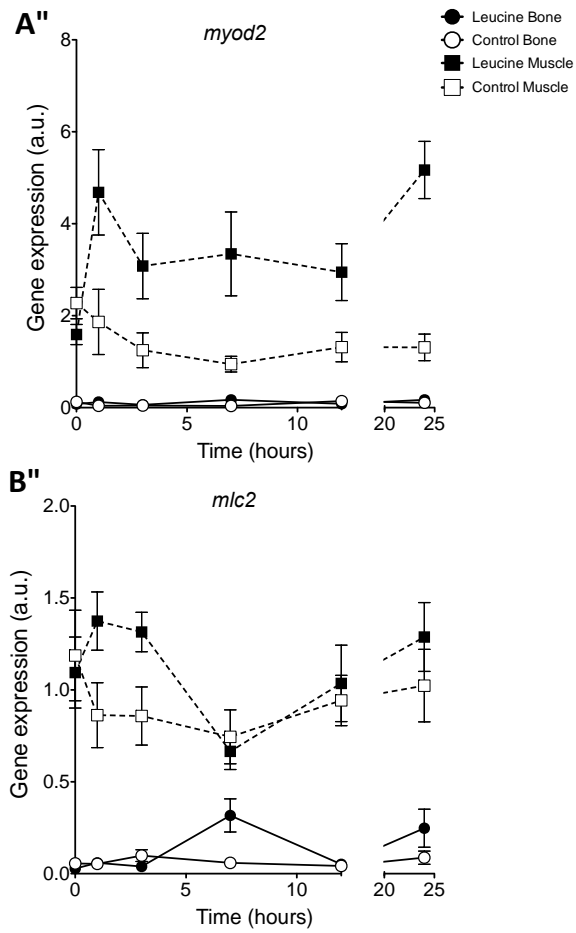 A"
myod2
Leucine Bone
Control Bone
Leucine Muscle
Control Muscle
8
6
4
2
0
Gene expression (a.u.)
0 5 10 20 25
Time (hours)
B"
mlc2
2.0
1.5
1.0
0.5
0.0
Gene expression (a.u.)
0 5 10 20 25
Time (hours)